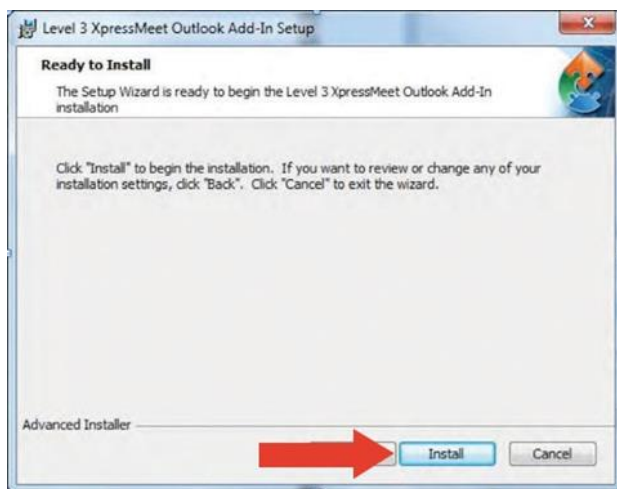 Level 3 XpressMeet Outlook Add-In Setup
Ready to Install
The Setup Wizard is ready to begin the Level 3 XpressMeet Outlook Add-In
installation
Click "Install" to begin the installation. If you want to review or change any of your
installation settings, click "Back". Click "Cancel" to exit the wizard.
Advanced Installer
Install
Cancel